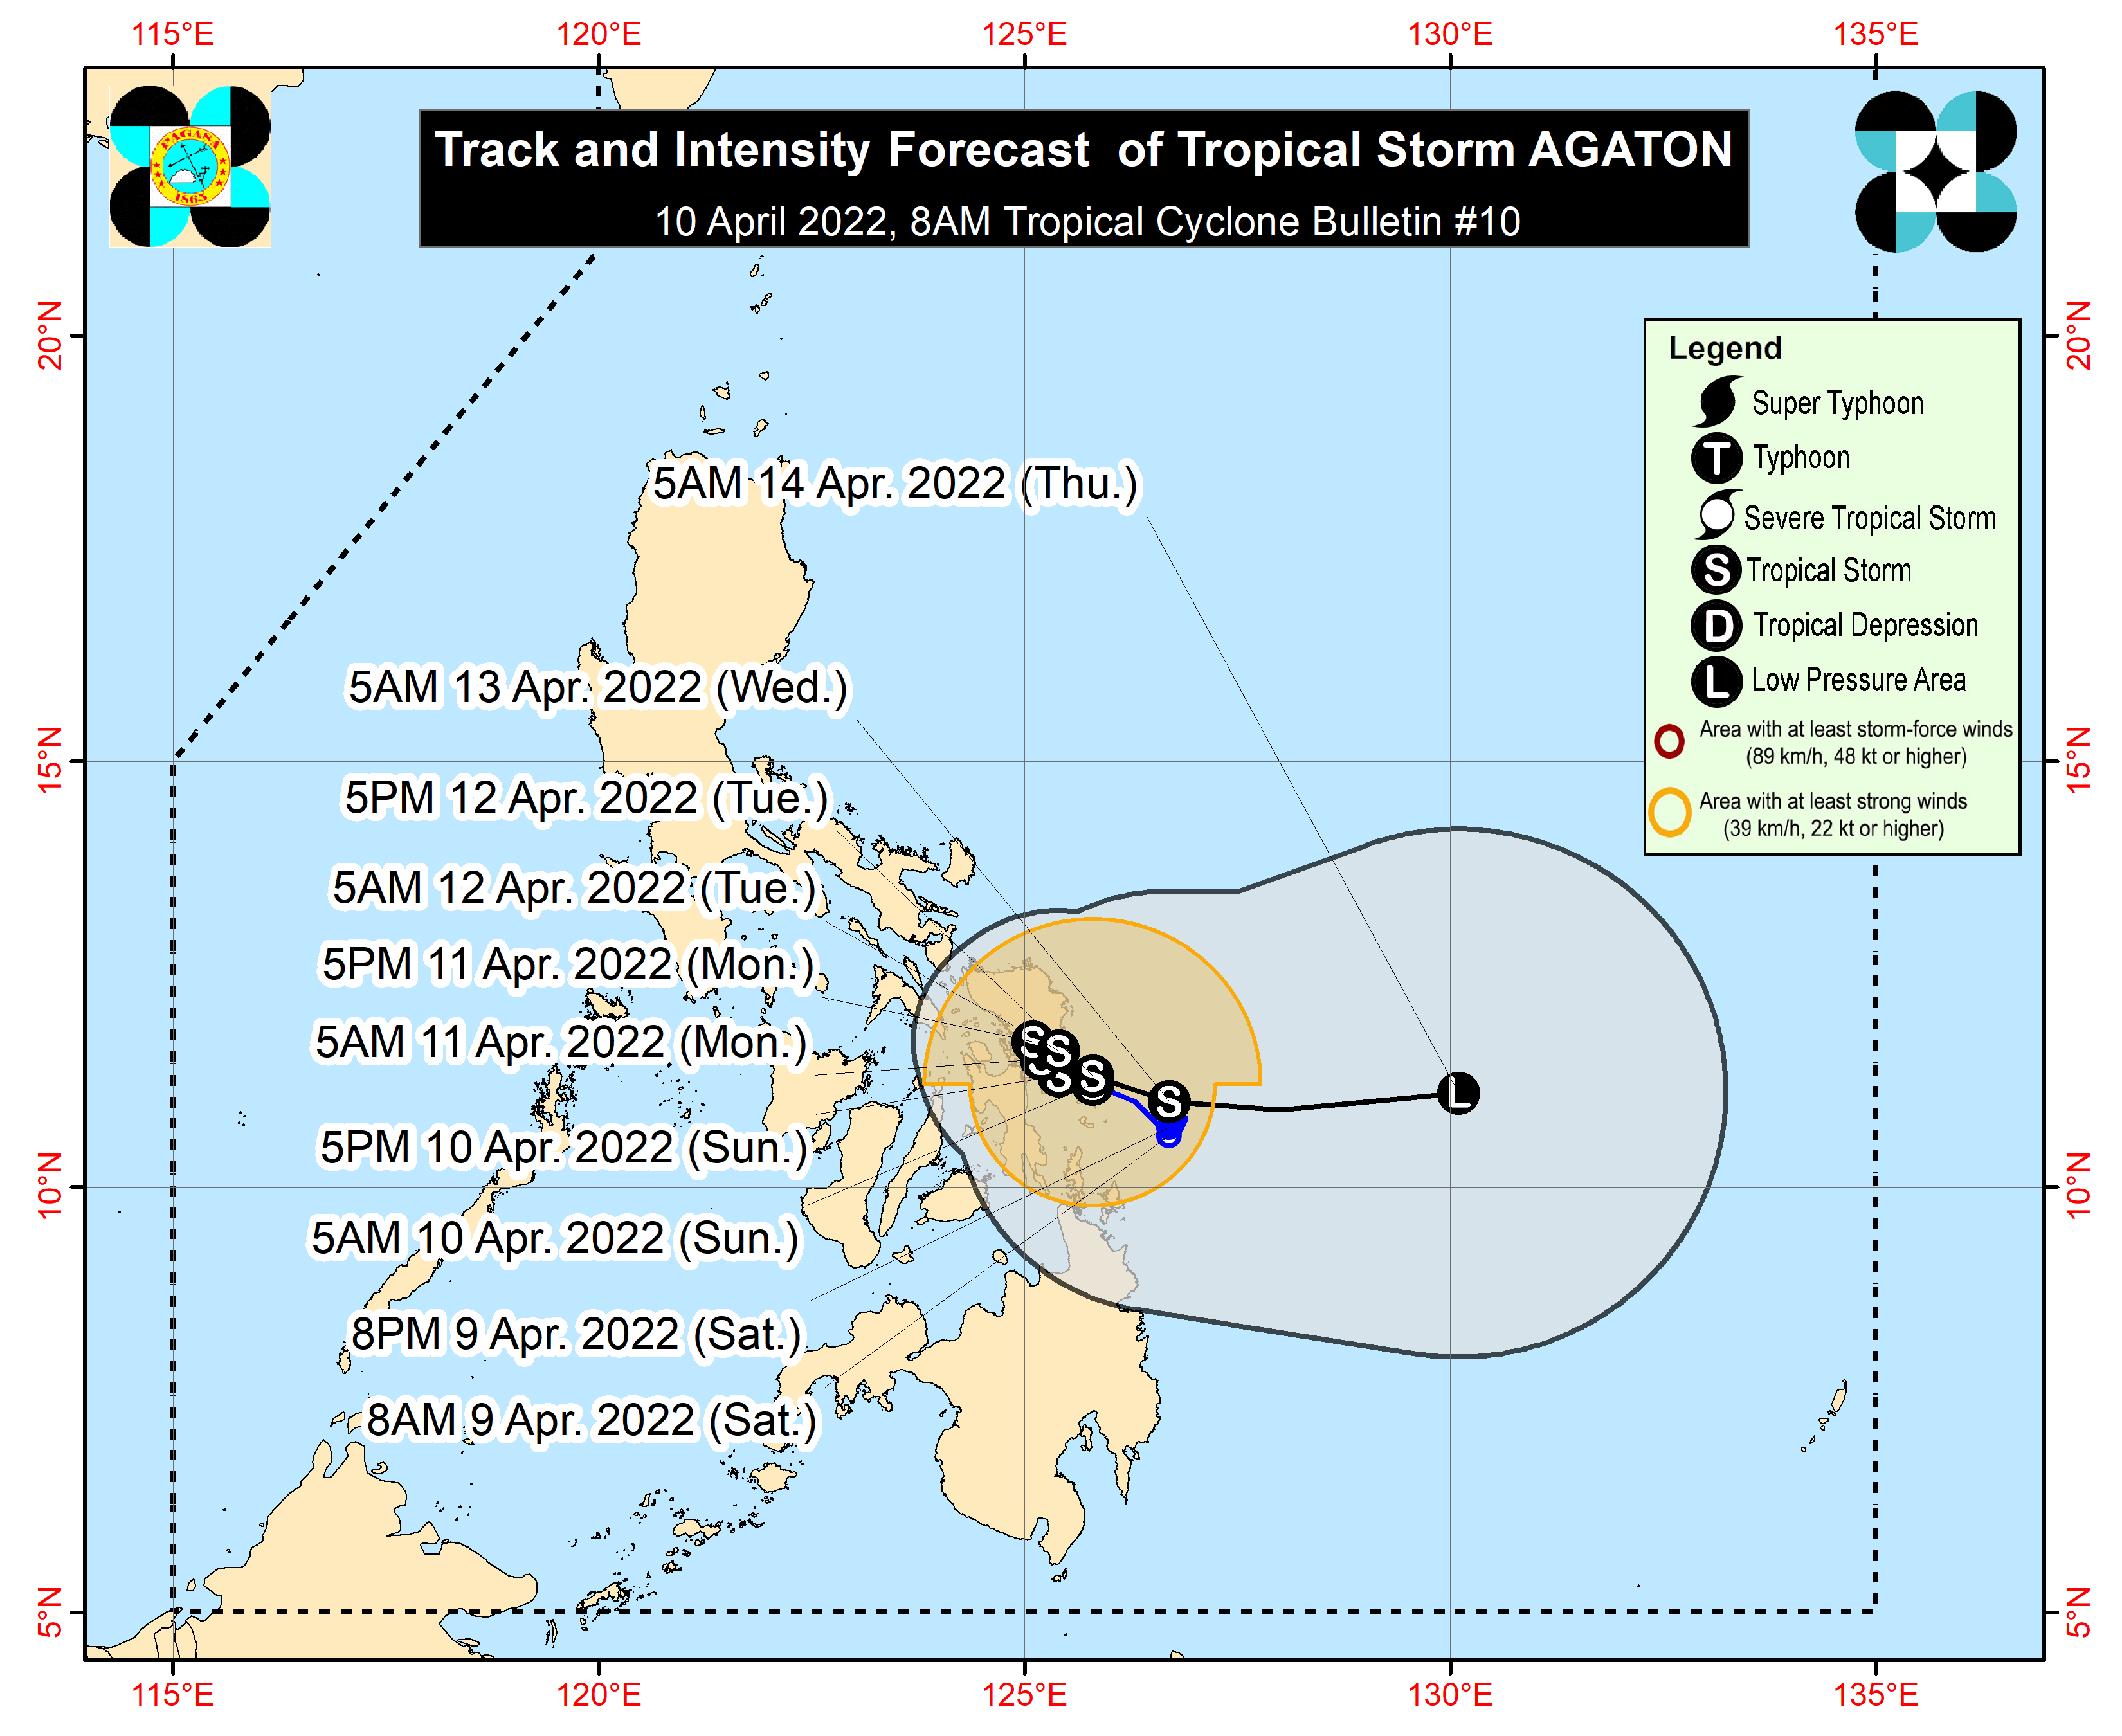 115°E 120°E 125°E 130°E 135°E
PAGASA
1865
Track and Intensity Forecast of Tropical Storm AGATON
10 April 2022, 8AM Tropical Cyclone Bulletin #10
20°N 20°N
Legend
Super Typhoon
T Typhoon
Severe Tropical Storm
S Tropical Storm
D Tropical Depression
L Low Pressure Area
Area with at least storm-force winds
(89 km/h, 48 kt or higher)
Area with at least strong winds
(39 km/h, 22 kt or higher)
5AM 14 Apr. 2022 (Thu.)
5AM 13 Apr. 2022 (Wed.)
15°N 15°N
5PM 12 Apr. 2022 (Tue.)
5AM 12 Apr. 2022 (Tue.)
5PM 11 Apr. 2022 (Mon.)
5AM 11 Apr. 2022 (Mon.)
S S
S
S S
S L
5PM 10 Apr. 2022 (Sun.)
10°N 10°N
5AM 10 Apr. 2022 (Sun.)
8PM 9 Apr. 2022 (Sat.)
8AM 9 Apr. 2022 (Sat.)
5°N 5°N
115°E 120°E 125°E 130°E 135°E